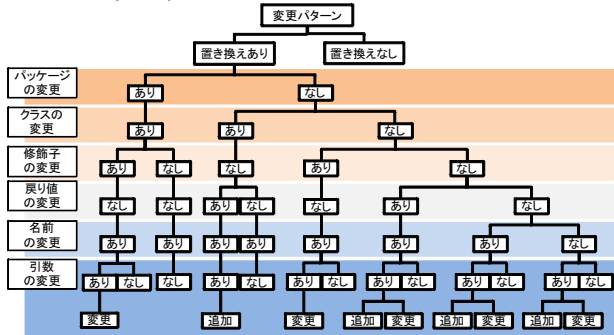 変更パターン
置き換えあり 置き換えなし
パッケージ
の変更
あり なし
クラスの
変更
あり あり なし
修飾子
の変更
あり なし なし あり なし
戻り値
の変更
なし なし あり なし なし あり なし
名前
の変更
あり あり あり あり あり あり あり なし
引数
の変更
あり なし なし あり なし あり なし あり なし あり なし あり なし
変更 追加 変更 追加 変更 追加 変更 追加 変更